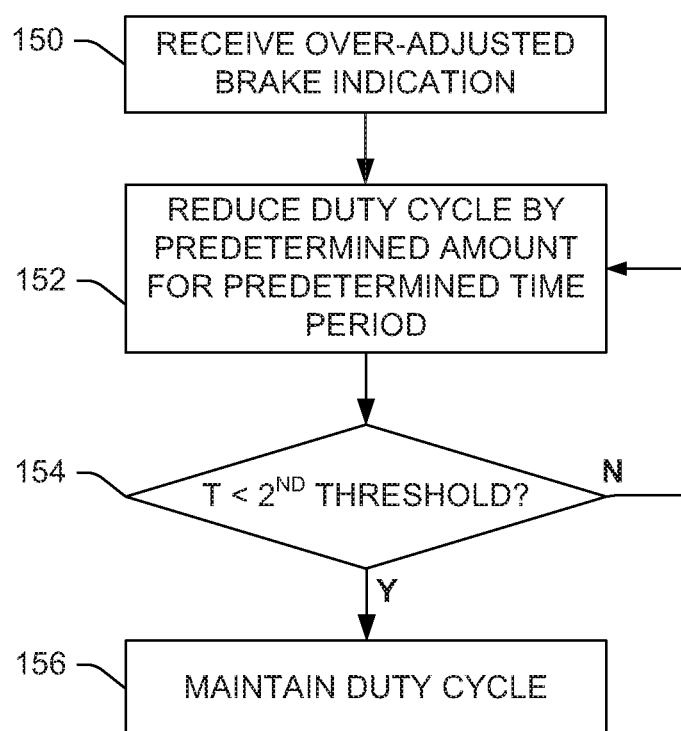 150
RECEIVE OVER-ADJUSTED
BRAKE INDICATION
152
REDUCE DUTY CYCLE BY
PREDETERMINED AMOUNT
FOR PREDETERMINED TIME
PERIOD
154
T < 2ND THRESHOLD?
N
Y
156
MAINTAIN DUTY CYCLE